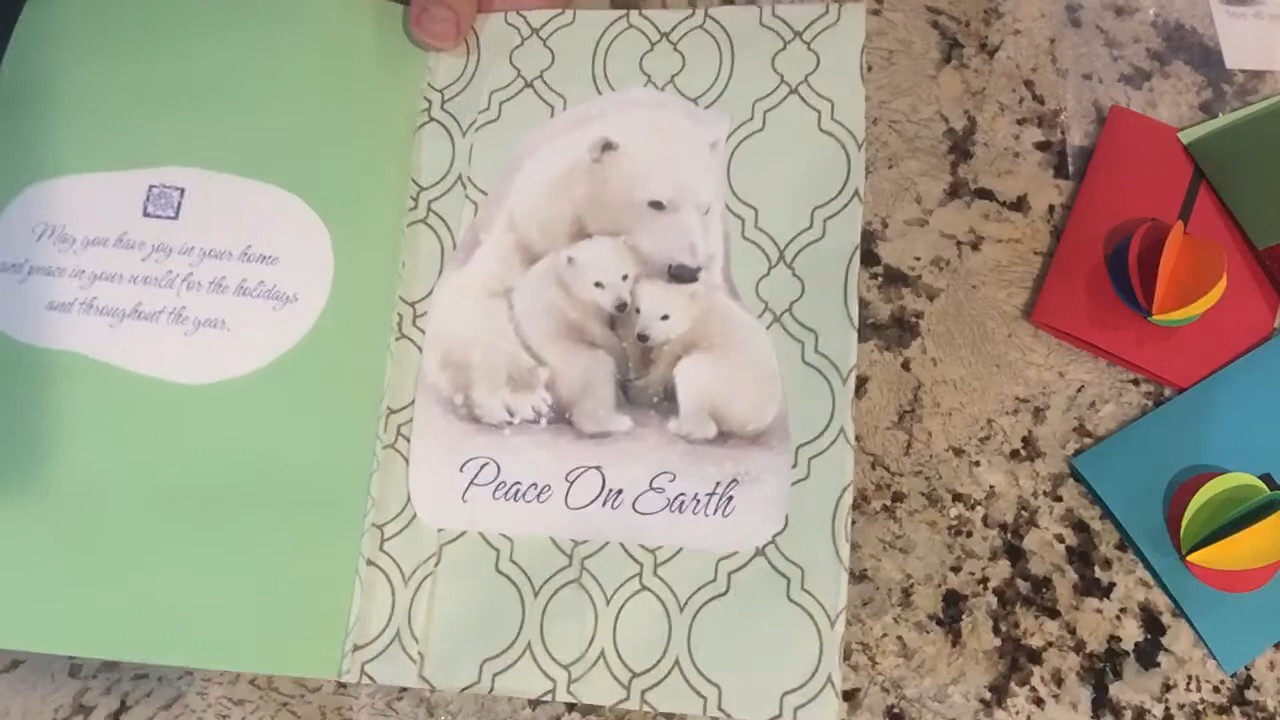 May you have joy in your home
and peace in your world for the holidays
and throughout the year.
Peace On Earth